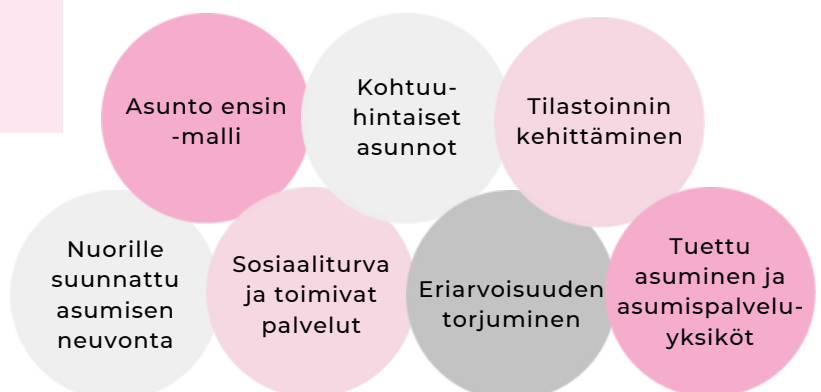 Asunto ensin
-malli
Kohtuu-
hintaiset
asunnot
Tilastoinnin
kehittäminen
Nuorille
suunnattu
asumisen
neuvonta
Sosiaaliturva
ja toimivat
palvelut
Eriarvoisuuden
torjuminen
Tuettu
asuminen ja
asumispalvelu-
yksiköt